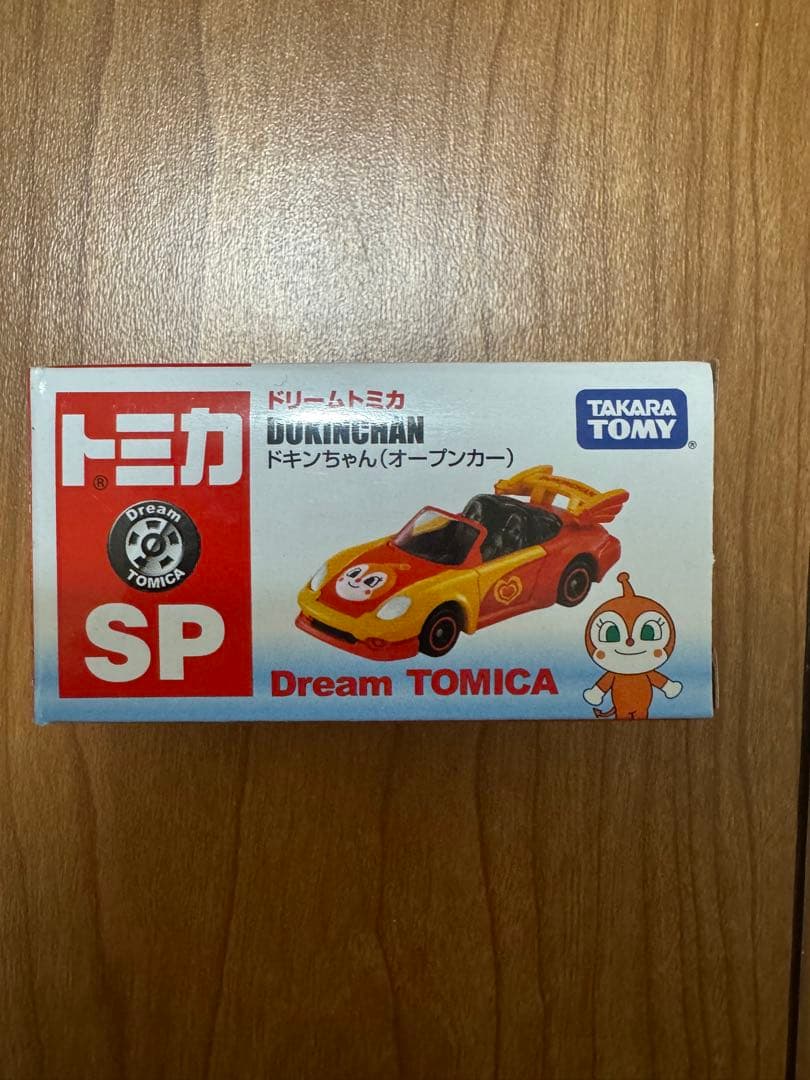 トミカ
®
Dream
TOMICA
SP
ドリームトミカ
DOKINCHAN
ドキンちゃん(オープンカー)
TAKARA
TOMY
®
Dream TOMICA